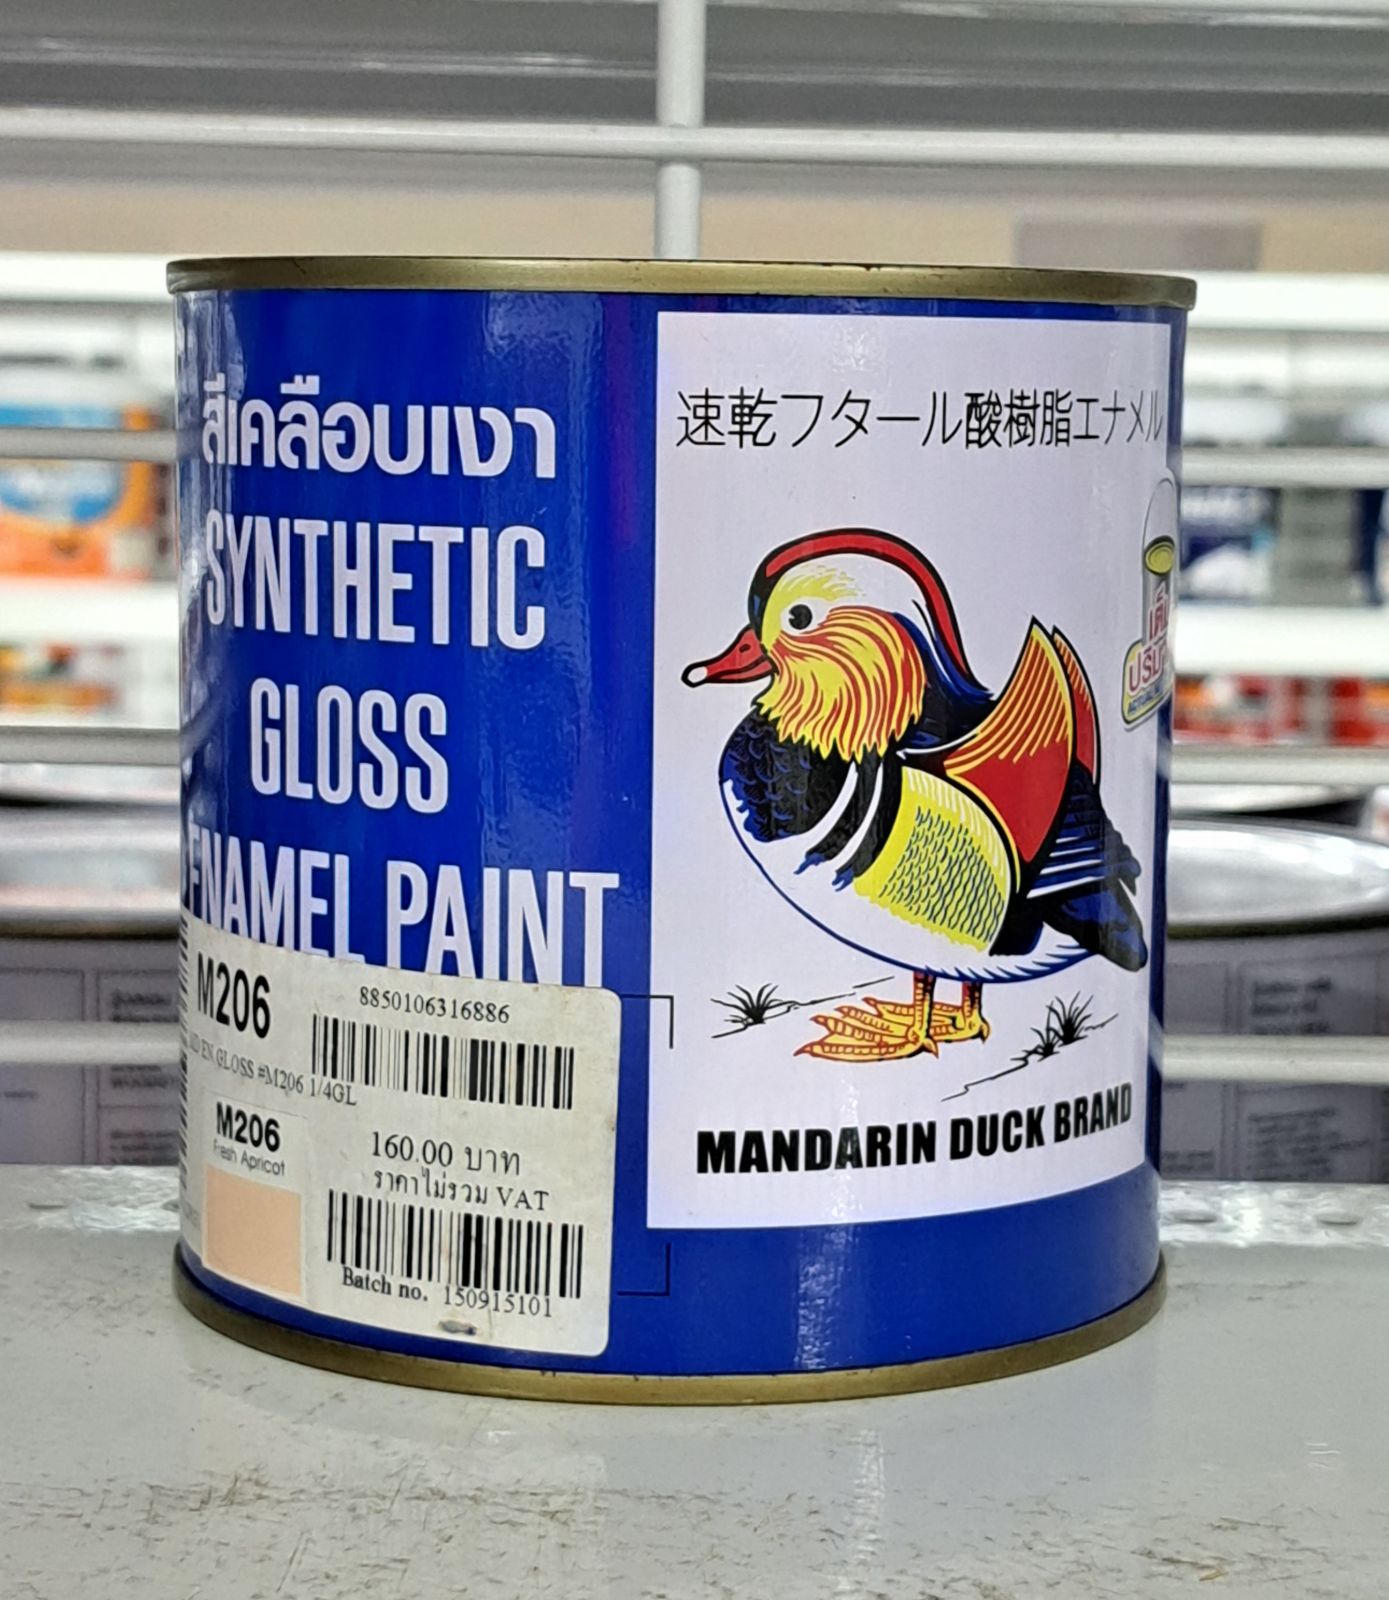 สีเคลือบเงา
SYNTHETIC
GLOSS
ENAMEL PAINT
速乾フタール酸樹脂エナメル
MANDARIN DUCK BRAND
M206
8850106316886
EN.GLOSS #M206 1/4GL
M206
Fresh Apricot
160.00 บาท
ราคาไม่รวม VAT
Batch no. 150915101